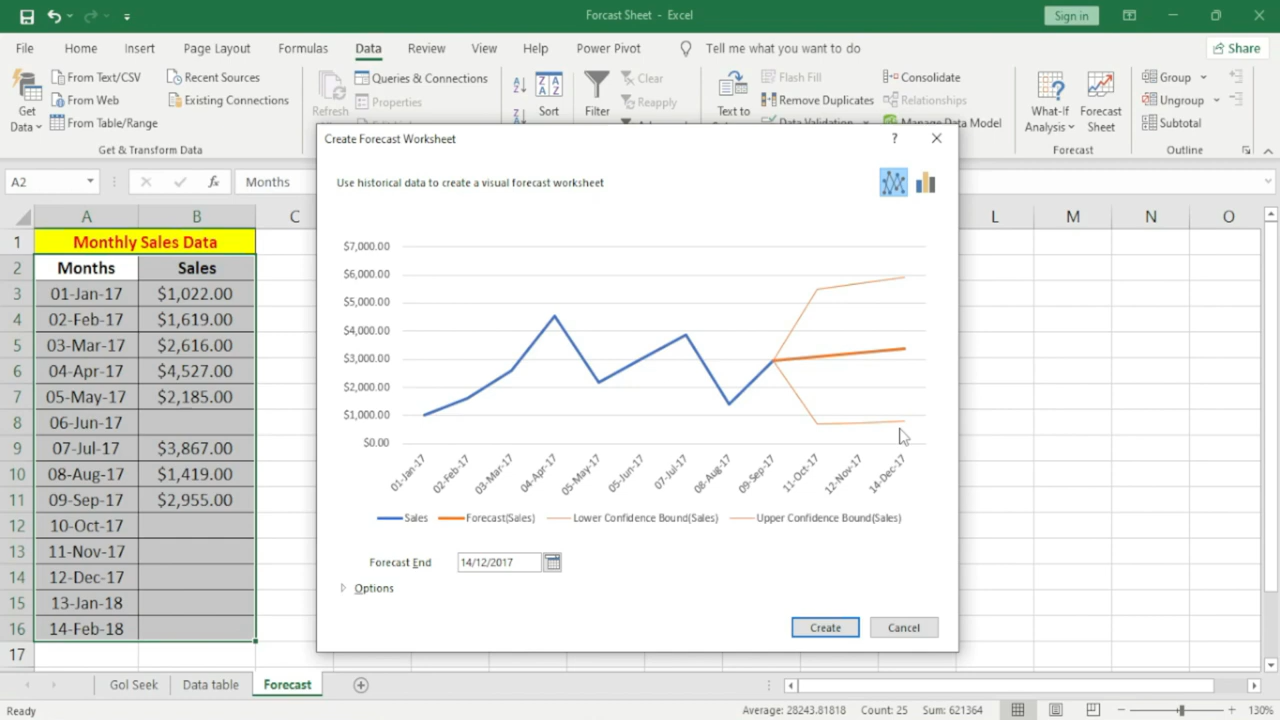 Forcast Sheet - Excel
Sign in
File Home Insert Page Layout Formulas Data Review View Help Power Pivot Tell me what you want to do Share
Get Data
From Text/CSV
From Web
From Table/Range
Recent Sources
Existing Connections
Get & Transform Data
Refresh
Queries & Connections
Properties
Sort
Filter
Clear
Reapply
Text to
Flash Fill
Remove Duplicates
Data Validation
Consolidate
Relationships
Manage Data Model
What-If Analysis
Forecast Sheet
Forecast
Group
Ungroup
Subtotal
Outline
A2 fx Months
A B C L M N O
1 Monthly Sales Data
2 Months Sales
3 01-Jan-17 $1,022.00
4 02-Feb-17 $1,619.00
5 03-Mar-17 $2,616.00
6 04-Apr-17 $4,527.00
7 05-May-17 $2,185.00
8 06-Jun-17
9 07-Jul-17 $3,867.00
10 08-Aug-17 $1,419.00
11 09-Sep-17 $2,955.00
12 10-Oct-17
13 11-Nov-17
14 12-Dec-17
15 13-Jan-18
16 14-Feb-18
17
Create Forecast Worksheet ?
Use historical data to create a visual forecast worksheet
$7,000.00
$6,000.00
$5,000.00
$4,000.00
$3,000.00
$2,000.00
$1,000.00
$0.00
01-Jan-17 02-Feb-17 03-Mar-17 04-Apr-17 05-May-17 05-Jun-17 07-Jul-17 08-Aug-17 09-Sep-17 11-Oct-17 12-Nov-17 14-Dec-17
Sales Forecast(Sales) Lower Confidence Bound(Sales) Upper Confidence Bound(Sales)
Forecast End 14/12/2017
Options
Create Cancel
Gol Seek Data table Forecast
Ready Average: 28243.81818 Count: 25 Sum: 621364 130%